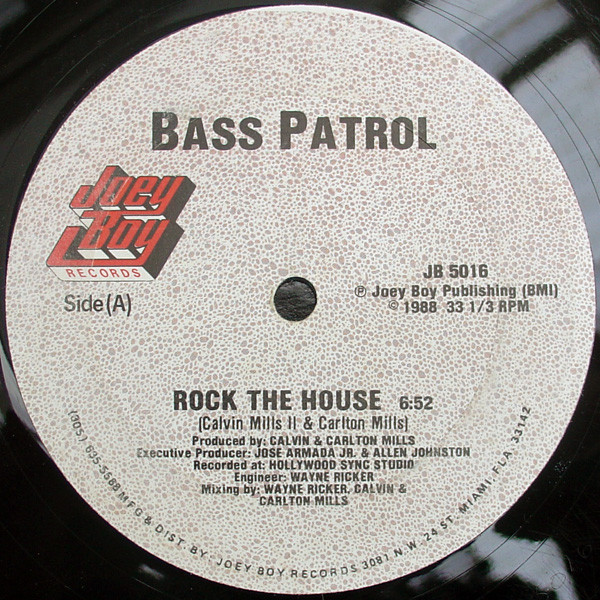 BASS PATROL
Joey Boy
RECORDS
Side (A)
JB 5016
℗ Joey Boy Publishing (BMI)
© 1988 33 1/3 RPM
ROCK THE HOUSE 6:52
(Calvin Mills II & Carlton Mills)
Produced by: CALVIN & CARLTON MILLS
Executive Producer: JOSE ARMADA JR. & ALLEN JOHNSTON
Recorded at: HOLLYWOOD SYNC STUDIO
Engineer: WAYNE RICKER
Mixing by: WAYNE RICKER, CALVIN &
CARLTON MILLS
(305) 635-5588 MFG & DIST. BY - JOEY BOY RECORDS 3081 N.W. 24 ST. MIAMI, FLA 33142